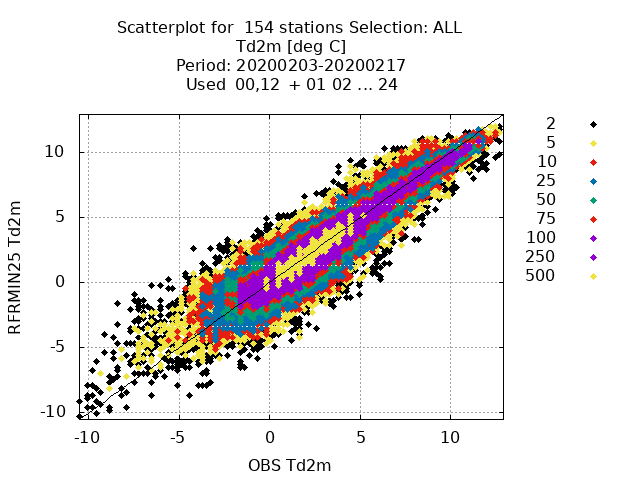 Scatterplot for  154 stations Selection: ALL
Td2m [deg C]
Period: 20200203-20200217
Used  00,12  + 01 02 ... 24
2
5
10
25
50
75
100
250
500
10
5
0
-5
-10
RFRMIN25 Td2m
-10 -5 0 5 10
OBS Td2m